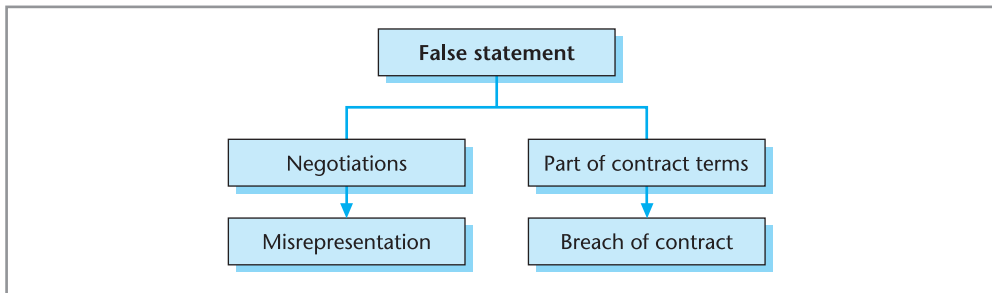 False statement
Negotiations
Part of contract terms
Misrepresentation
Breach of contract